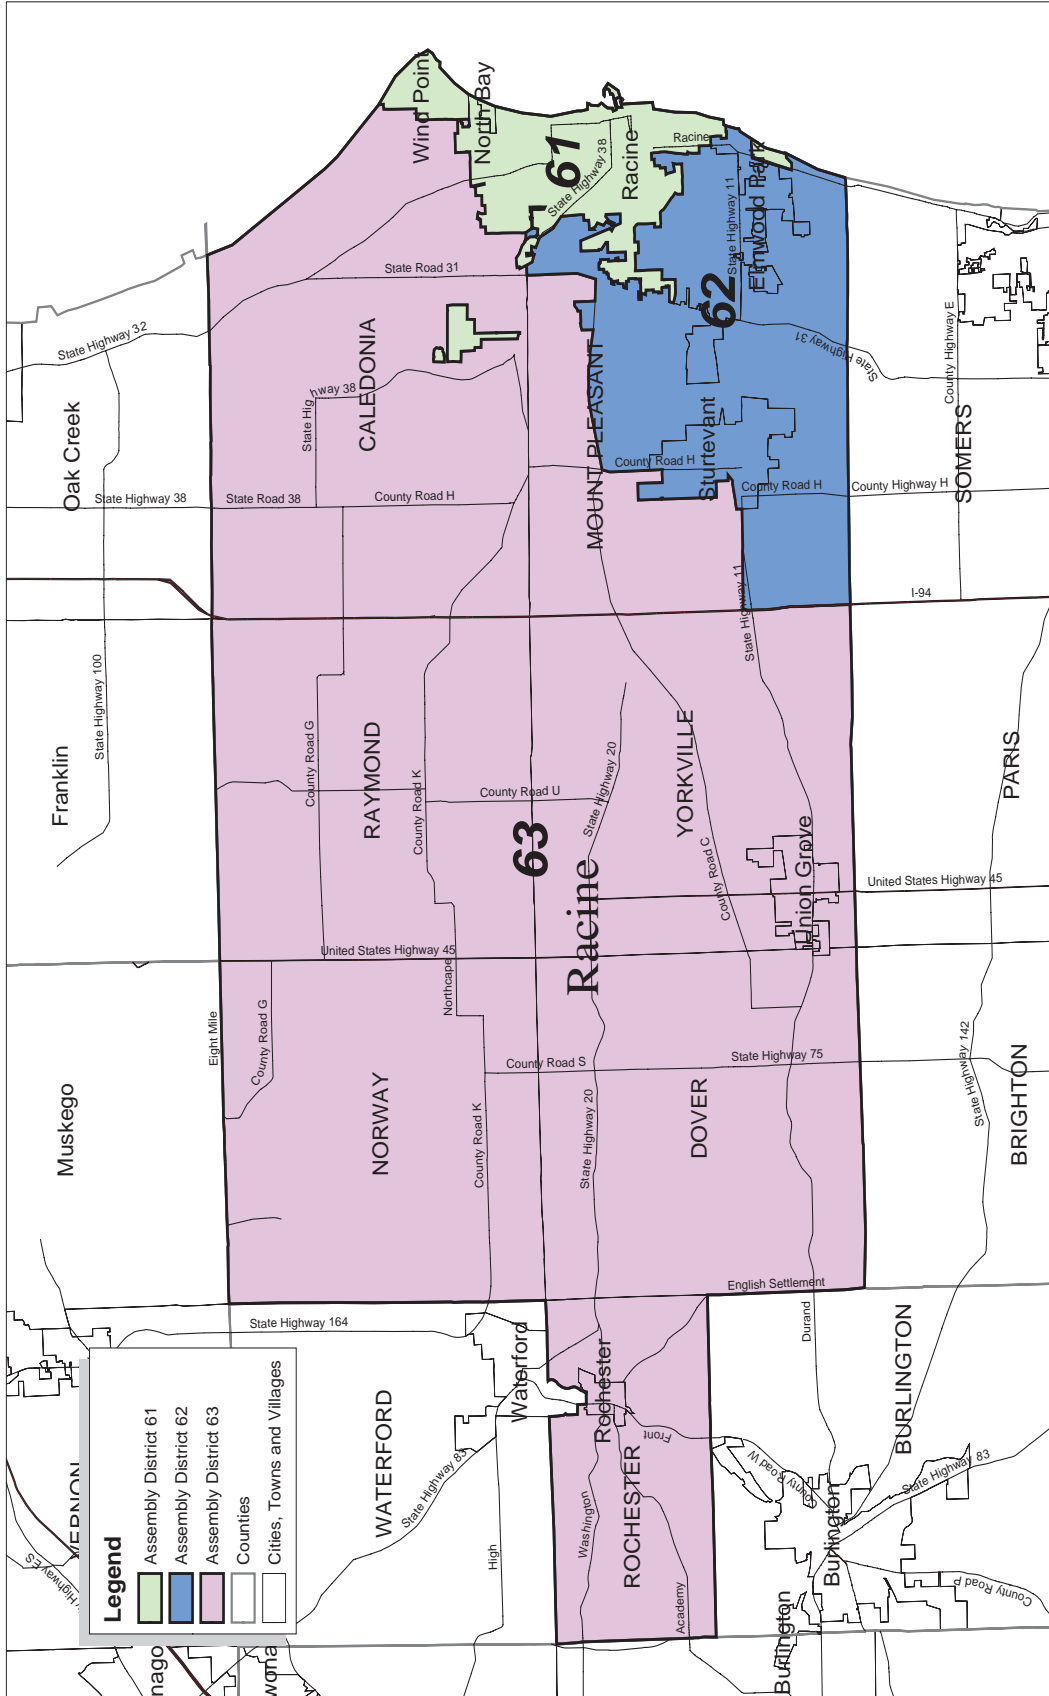 Legend
Assembly District 61
Assembly District 62
Assembly District 63
Counties
Cities, Towns and Villages
Muskego
Franklin
Oak Creek
State Highway 100
State Highway 38
State Highway 32
ERNON
y Highway ES
nago
wona
State Highway 164
Eight Mile
County Road G
United States Highway 45
County Road G
State Road 38
State Hig
hway 38
County Road H
State Road 31
WATERFORD
NORWAY
RAYMOND
CALEDONIA
Wind Point
North Bay
State Highway 83
County Road K
Northcape
County Road K
High
Waterford
County Road S
63
County Road U
61
State Highway 38
Racine
Racine
Racine
State Highway 20
State Highway 20
MOUNT PLEASANT
County Road H
Washington
Rochester
ROCHESTER
Front
Academy
DOVER
YORKVILLE
Sturtevant
62
State Highway 11
Elmwood Park
State Highway 75
County Road C
State Highway 11
County Road H
English Settlement
Union Grove
State Highway 31
Burlington
Burlington
County Road W
Durand
BURLINGTON
United States Highway 45
I-94
County Highway H
County Highway E
State Highway 83
County Road P
State Highway 142
BRIGHTON
PARIS
SOMERS